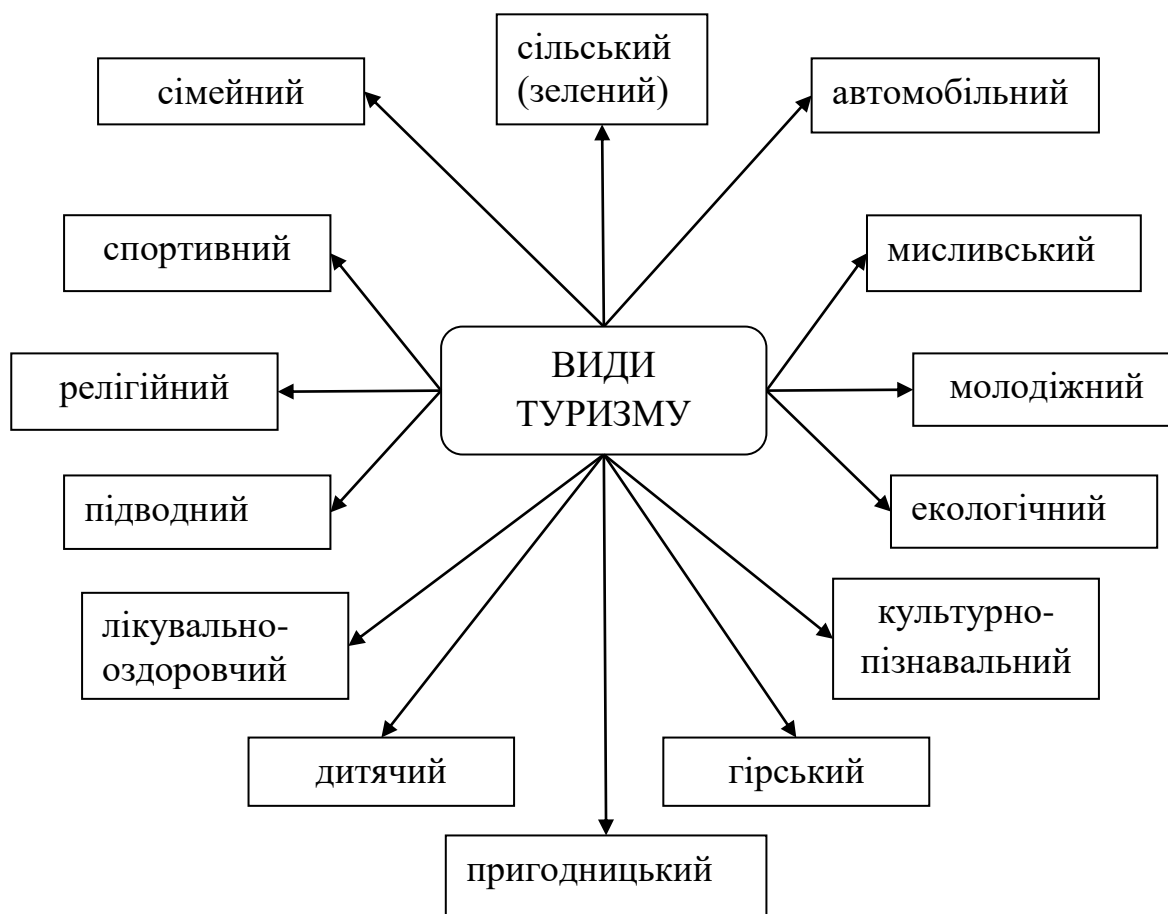 сімейний
сільський
(зелений)
автомобільний
спортивний
мисливський
ВИДИ
ТУРИЗМУ
релігійний
молодіжний
підводний
екологічний
лікувально-
оздоровчий
культурно-
пізнавальний
дитячий
гірський
пригодницький